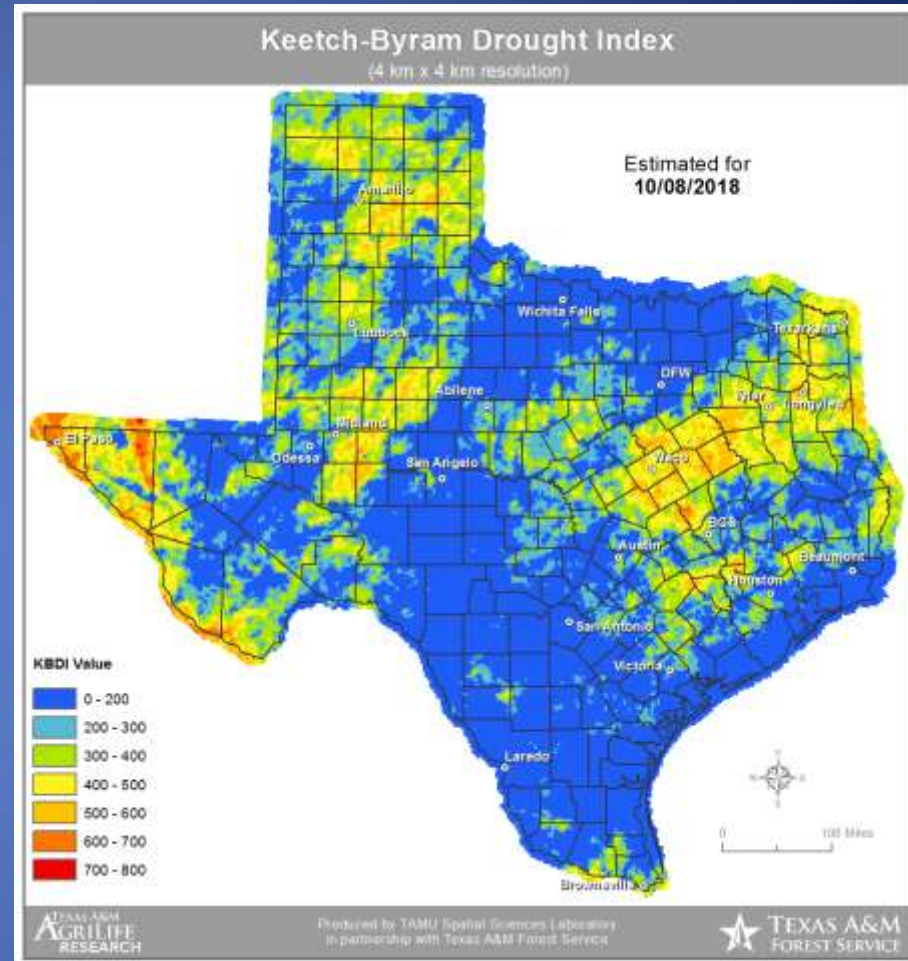 Keetch-Byram Drought Index
(4 km x 4 km resolution)
Estimated for
10/08/2018
Amarillo
Wichita Falls
Texarkana
Lubbock
DFW
Abilene
Tyler
Longview
El Paso
Midland
Odessa
San Angelo
Waco
BCS
Austin
Beaumont
Houston
San Antonio
Victoria
Laredo
Brownsville
KBDI Value
0 - 200
200 - 300
300 - 400
400 - 500
500 - 600
600 - 700
700 - 800
N
W
E
S
0
100 Miles
TEXAS A&M
AGRILIFE
RESEARCH
Produced by TAMU Spatial Sciences Laboratory
in partnership with Texas A&M Forest Service
TEXAS A&M
FOREST SERVICE